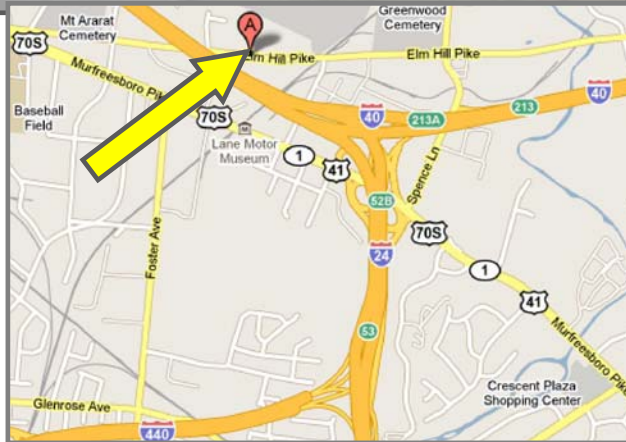 Mt Ararat
Cemetery
A
Greenwood
Cemetery
70S
Elm Hill Pike
Elm Hill Pike
Murfreesboro Pike
40
213
Baseball
Field
70S
40
213A
Lane Motor
Museum
1
41
Spence Ln
52B
70S
Foster Ave
24
1
41
53
Murfreesboro Pike
Crescent Plaza
Shopping Center
Glenrose Ave
440